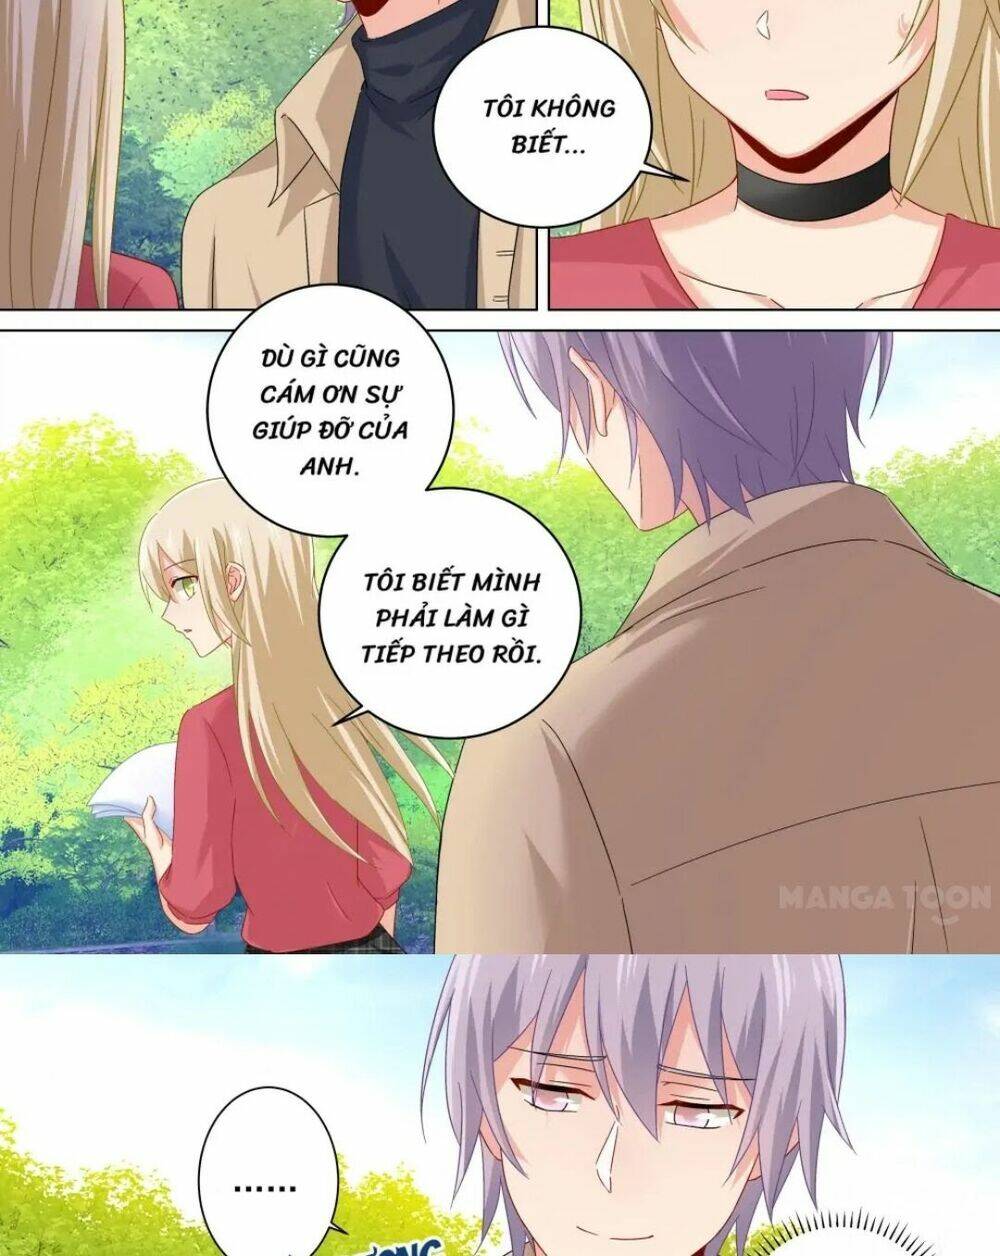 TÔI KHÔNG
BIẾT...
DÙ GÌ CŨNG
CÁM ƠN SỰ
GIÚP ĐỠ CỦA
ANH.
TÔI BIẾT MÌNH
PHẢI LÀM GÌ
TIẾP THEO RỒI.
MANGA TOON
......